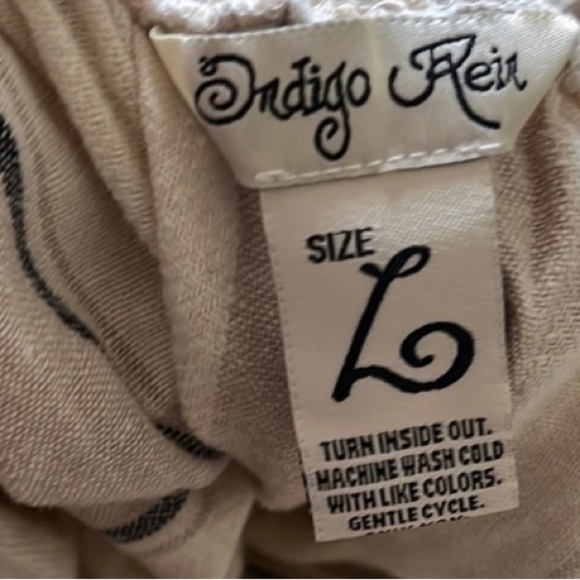 Indigo Rein
SIZE
L
TURN INSIDE OUT.
MACHINE WASH COLD
WITH LIKE COLORS.
GENTLE CYCLE.